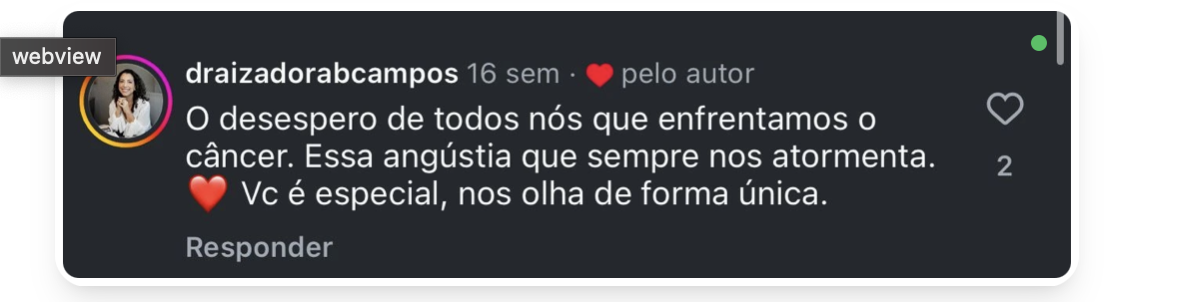 webview
draizadorabcampos 16 sem · ❤️ pelo autor
O desespero de todos nós que enfrentamos o
câncer. Essa angústia que sempre nos atormenta.
❤️ Vc é especial, nos olha de forma única.
2
Responder